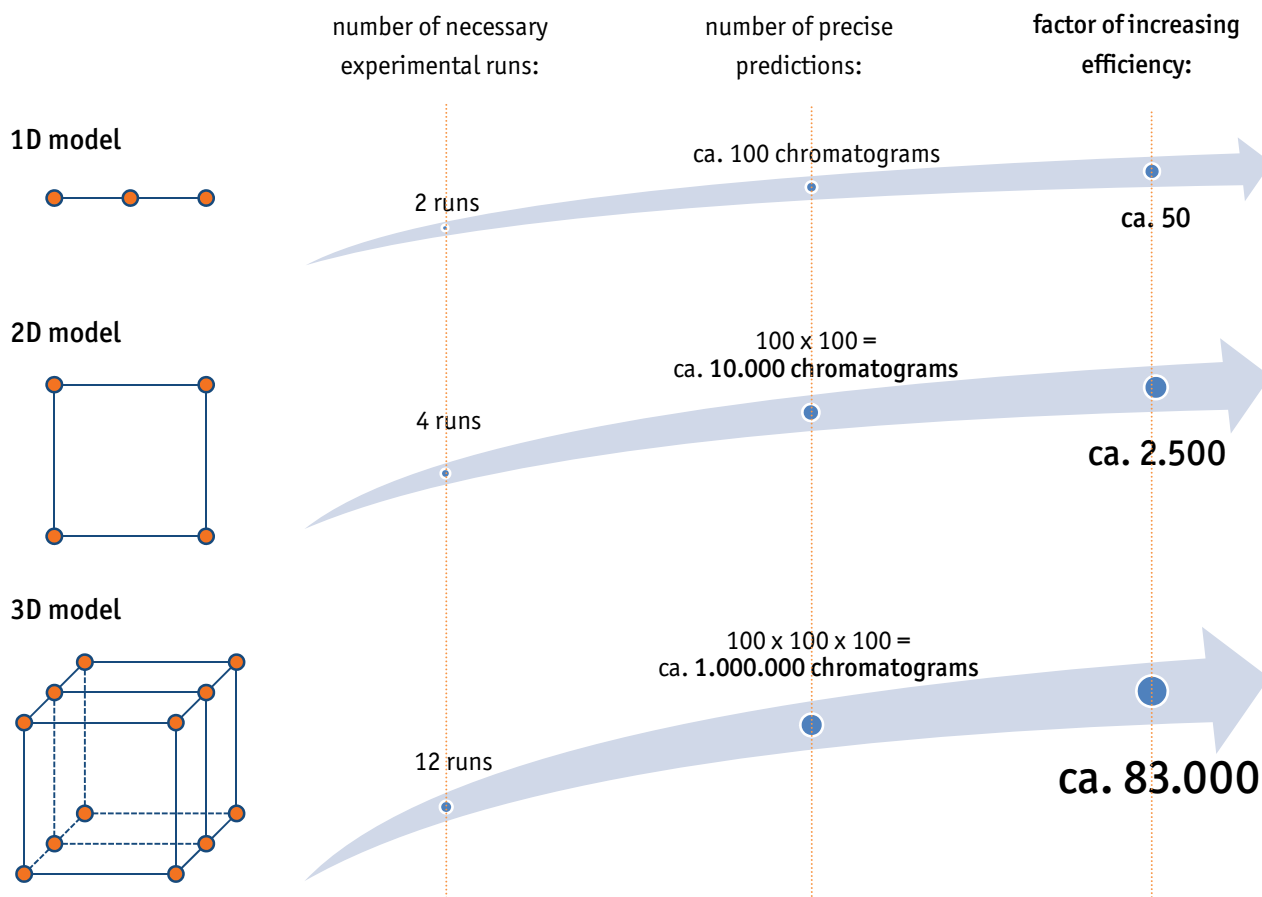 number of necessary
experimental runs:
number of precise
predictions:
factor of increasing
efficiency:
1D model
2 runs
ca. 100 chromatograms
ca. 50
2D model
4 runs
100 x 100 =
ca. 10.000 chromatograms
ca. 2.500
3D model
12 runs
100 x 100 x 100 =
ca. 1.000.000 chromatograms
ca. 83.000